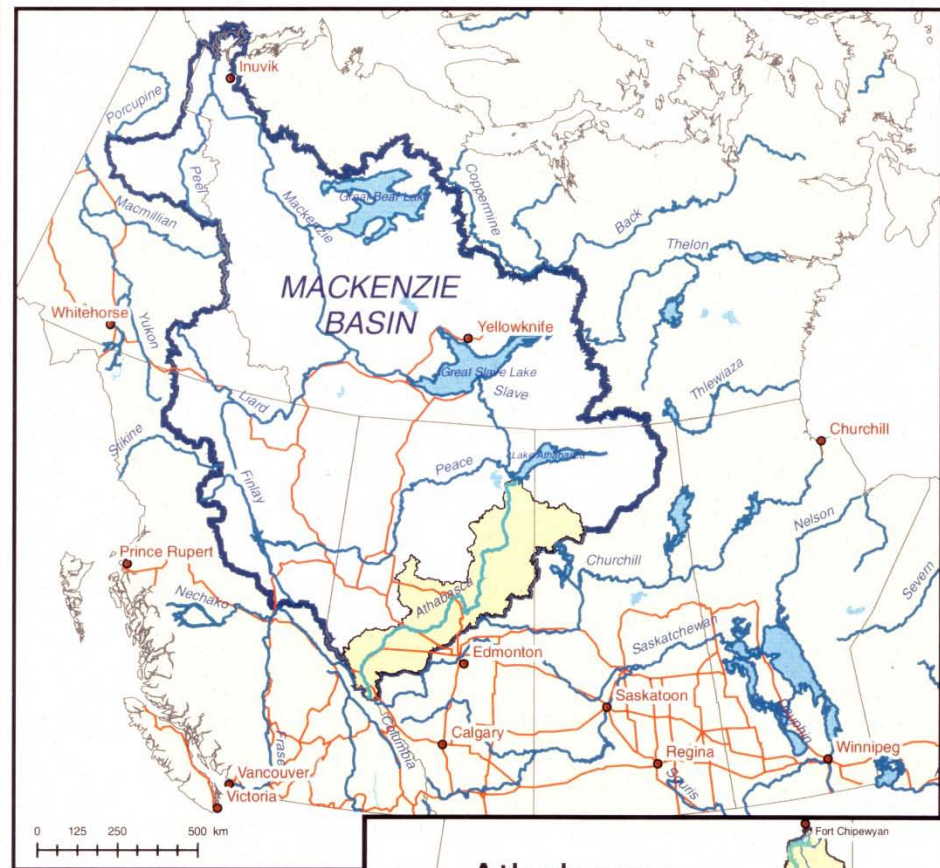 Inuvik
Porcupine
Peel
Mackenzie
Great Bear Lake
Coppermine
Back
Macmillian
Thelon
MACKENZIE
BASIN
Whitehorse
Yukon
Yellowknife
Great Slave Lake
Slave
Thlewiaza
Liard
Churchill
Stikine
Finlay
Peace
Lake Athabasca
Nelson
Prince Rupert
Churchill
Severn
Nechako
Athabasca
Saskatchewan
Edmonton
Saskatoon
Columbia
Calgary
Dauphin
Winnipeg
Frase
Regina
Souris
Vancouver
Victoria
0 125 250 500 km
Fort Chipewyan